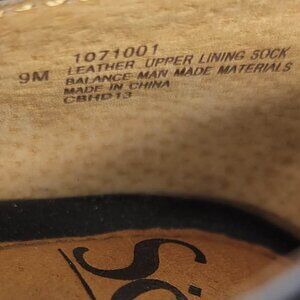 1071001
9M LEATHER UPPER LINING SOCK
BALANCE MAN MADE MATERIALS
MADE IN CHINA
CBHD13